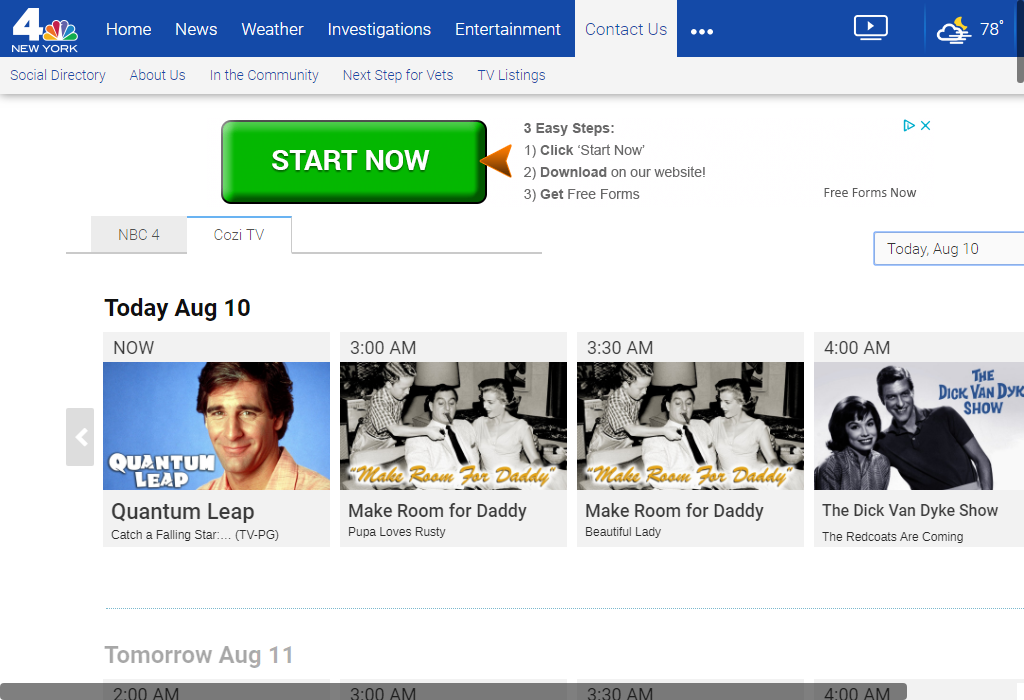 4
NEW YORK
Home
News
Weather
Investigations
Entertainment
Contact Us
78°
Social Directory
About Us
In the Community
Next Step for Vets
TV Listings
START NOW
3 Easy Steps:
1) Click ‘Start Now’
2) Download on our website!
3) Get Free Forms
Free Forms Now
NBC 4
Cozi TV
Today, Aug 10
Today Aug 10
NOW
QUANTUM
LEAP
Quantum Leap
Catch a Falling Star:… (TV-PG)
3:00 AM
"Make Room For Daddy"
Make Room for Daddy
Pupa Loves Rusty
3:30 AM
"Make Room For Daddy"
Make Room for Daddy
Beautiful Lady
4:00 AM
THE
DICK VAN DYK
SHOW
The Dick Van Dyke Show
The Redcoats Are Coming
Tomorrow Aug 11
2:00 AM
3:00 AM
3:30 AM
4:00 AM